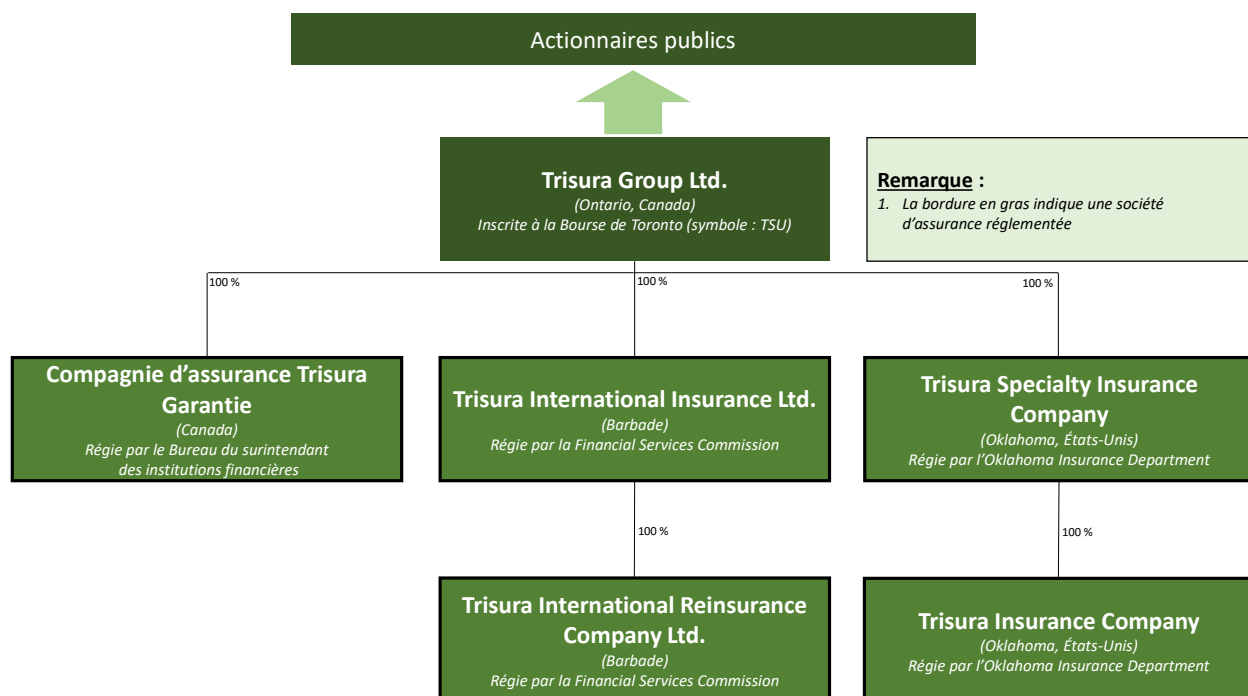 Actionnaires publics
Trisura Group Ltd.
(Ontario, Canada)
Inscrite à la Bourse de Toronto (symbole : TSU)
Remarque :
1. La bordure en gras indique une société
d’assurance réglementée
100 %
100 %
100 %
Compagnie d’assurance Trisura
Garantie
(Canada)
Régie par le Bureau du surintendant
des institutions financières
Trisura International Insurance Ltd.
(Barbade)
Régie par la Financial Services Commission
Trisura Specialty Insurance
Company
(Oklahoma, États-Unis)
Régie par l’Oklahoma Insurance Department
100 %
100 %
Trisura International Reinsurance
Company Ltd.
(Barbade)
Régie par la Financial Services Commission
Trisura Insurance Company
(Oklahoma, États-Unis)
Régie par l’Oklahoma Insurance Department